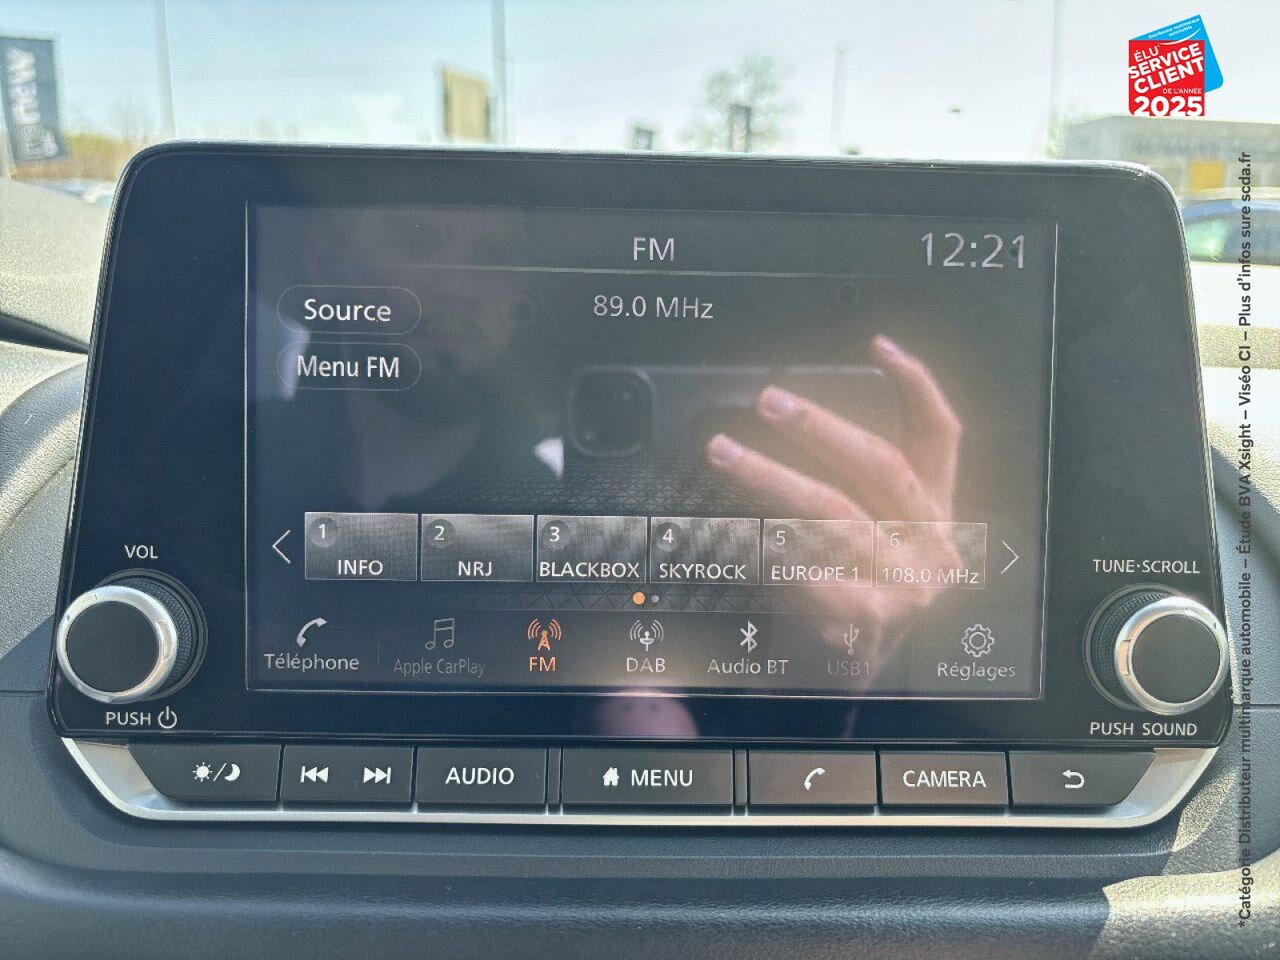 Distributeur multimarque
automobile
ÉLU
SERVICE
CLIENT
DE L'ANNÉE
2025
FM
12:21
Source
89.0 MHz
Menu FM
1 INFO
2 NRJ
3 BLACKBOX
4 SKYROCK
5 EUROPE 1
6 108.0 MHz
VOL
TUNE·SCROLL
Téléphone
Apple CarPlay
FM
DAB
Audio BT
USB1
Réglages
PUSH
PUSH SOUND
AUDIO
MENU
CAMERA
*Catégorie Distributeur multimarque automobile – Étude BVA Xsight – Viséo CI – Plus d'infos sure scda.fr